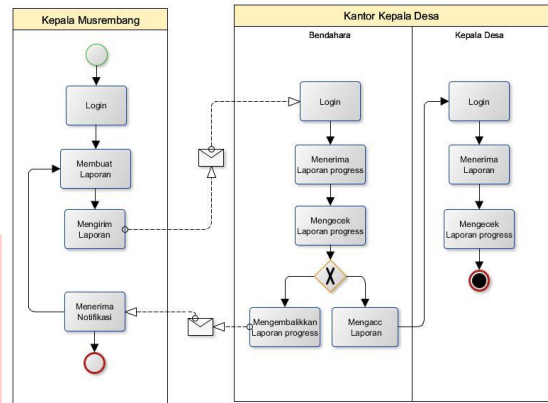 Kepala Musrembang
Login
Membuat
Laporan
Mengirim
Laporan
Menerima
Notifikasi
Kantor Kepala Desa
Bendahara
Login
Menerima
Laporan progress
Mengecek
Laporan progress
X
Mengembalikkan
Laporan progress
Mengacc
Laporan
Kepala Desa
Login
Menerima
Laporan
Mengecek
Laporan progress